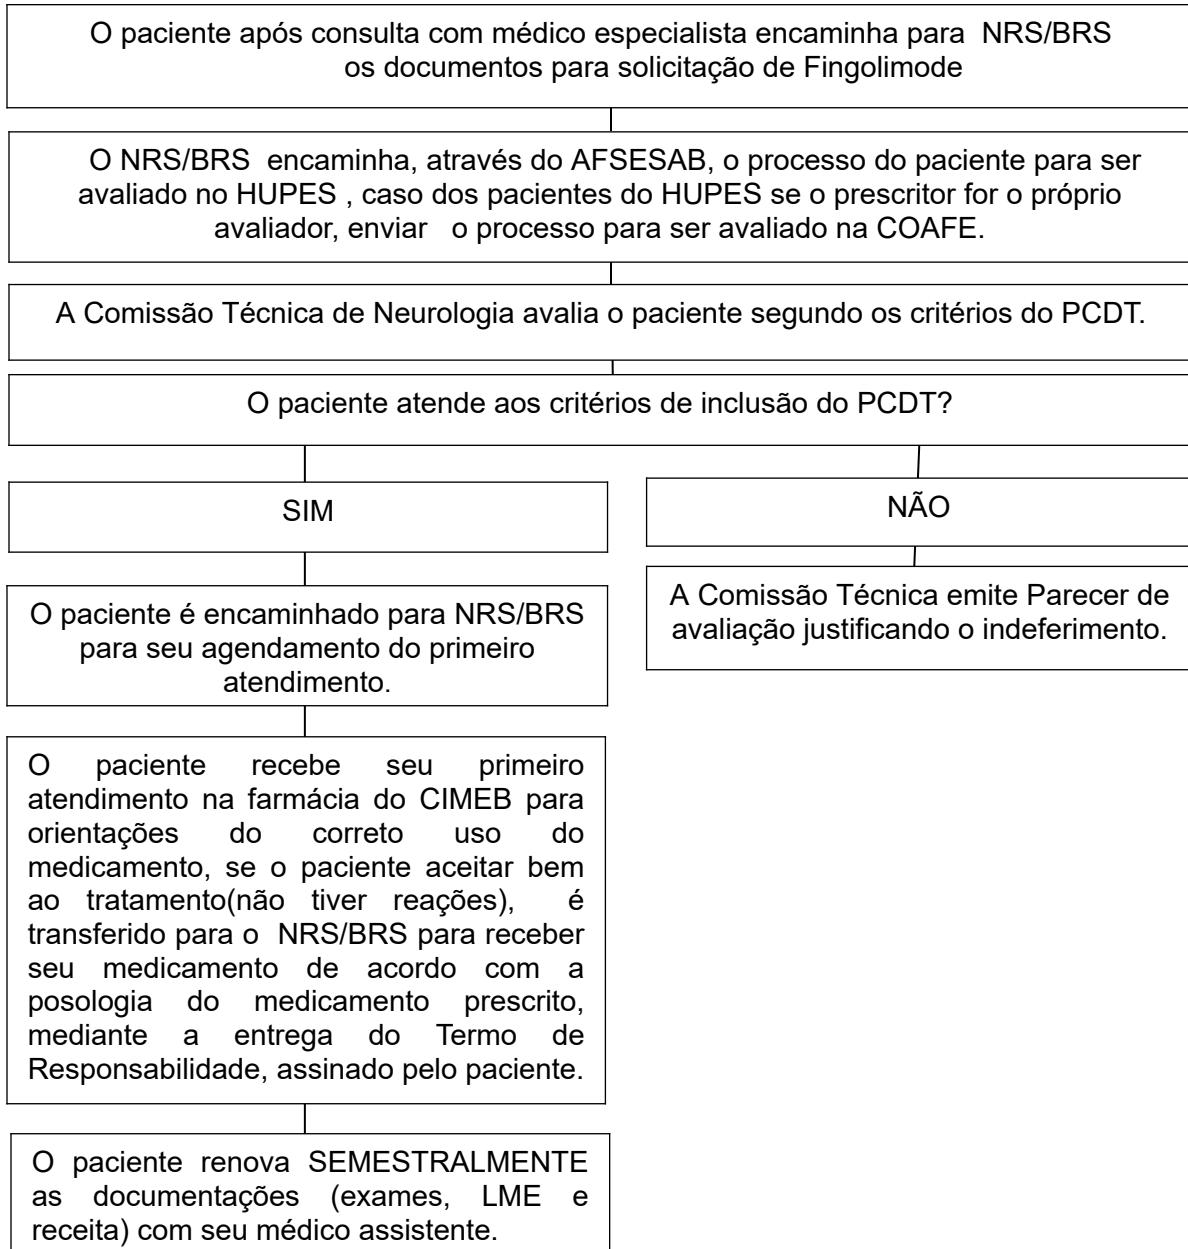 O paciente após consulta com médico especialista encaminha para NRS/BRS
os documentos para solicitação de Fingolimode
O NRS/BRS encaminha, através do AFSESAB, o processo do paciente para ser
avaliado no HUPES , caso dos pacientes do HUPES se o prescritor for o próprio
avaliador, enviar o processo para ser avaliado na COAFE.
A Comissão Técnica de Neurologia avalia o paciente segundo os critérios do PCDT.
O paciente atende aos critérios de inclusão do PCDT?
SIM
NÃO
O paciente é encaminhado para NRS/BRS
para seu agendamento do primeiro
atendimento.
A Comissão Técnica emite Parecer de
avaliação justificando o indeferimento.
O paciente recebe seu primeiro
atendimento na farmácia do CIMEB para
orientações do correto uso do
medicamento, se o paciente aceitar bem
ao tratamento(não tiver reações), é
transferido para o NRS/BRS para receber
seu medicamento de acordo com a
posologia do medicamento prescrito,
mediante a entrega do Termo de
Responsabilidade, assinado pelo paciente.
O paciente renova SEMESTRALMENTE
as documentações (exames, LME e
receita) com seu médico assistente.